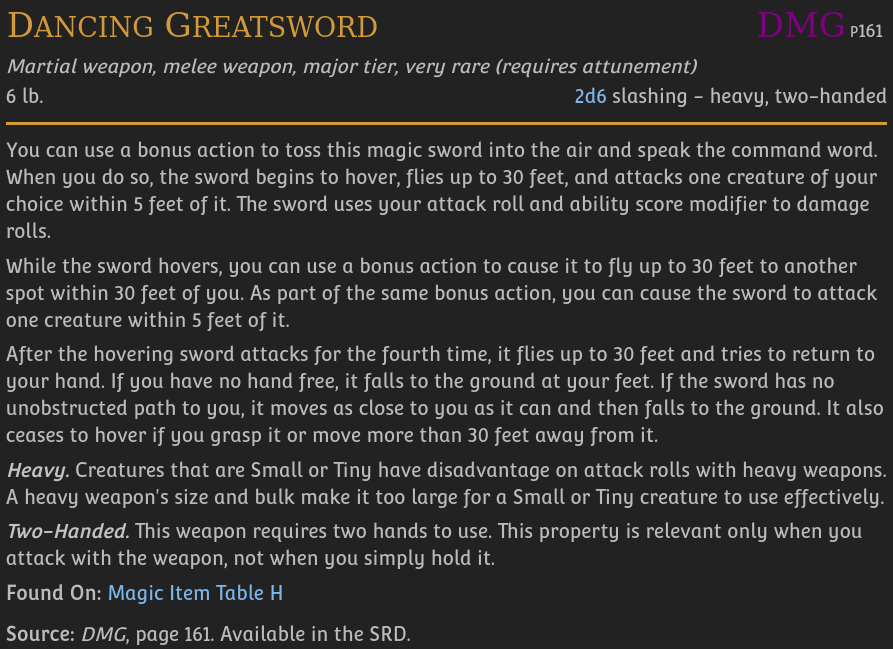 Dancing Greatsword DMG p161
Martial weapon, melee weapon, major tier, very rare (requires attunement)
6 lb. 2d6 slashing - heavy, two-handed
You can use a bonus action to toss this magic sword into the air and speak the command word.
When you do so, the sword begins to hover, flies up to 30 feet, and attacks one creature of your
choice within 5 feet of it. The sword uses your attack roll and ability score modifier to damage
rolls.
While the sword hovers, you can use a bonus action to cause it to fly up to 30 feet to another
spot within 30 feet of you. As part of the same bonus action, you can cause the sword to attack
one creature within 5 feet of it.
After the hovering sword attacks for the fourth time, it flies up to 30 feet and tries to return to
your hand. If you have no hand free, it falls to the ground at your feet. If the sword has no
unobstructed path to you, it moves as close to you as it can and then falls to the ground. It also
ceases to hover if you grasp it or move more than 30 feet away from it.
Heavy. Creatures that are Small or Tiny have disadvantage on attack rolls with heavy weapons.
A heavy weapon's size and bulk make it too large for a Small or Tiny creature to use effectively.
Two-Handed. This weapon requires two hands to use. This property is relevant only when you
attack with the weapon, not when you simply hold it.
Found On: Magic Item Table H
Source: DMG, page 161. Available in the SRD.